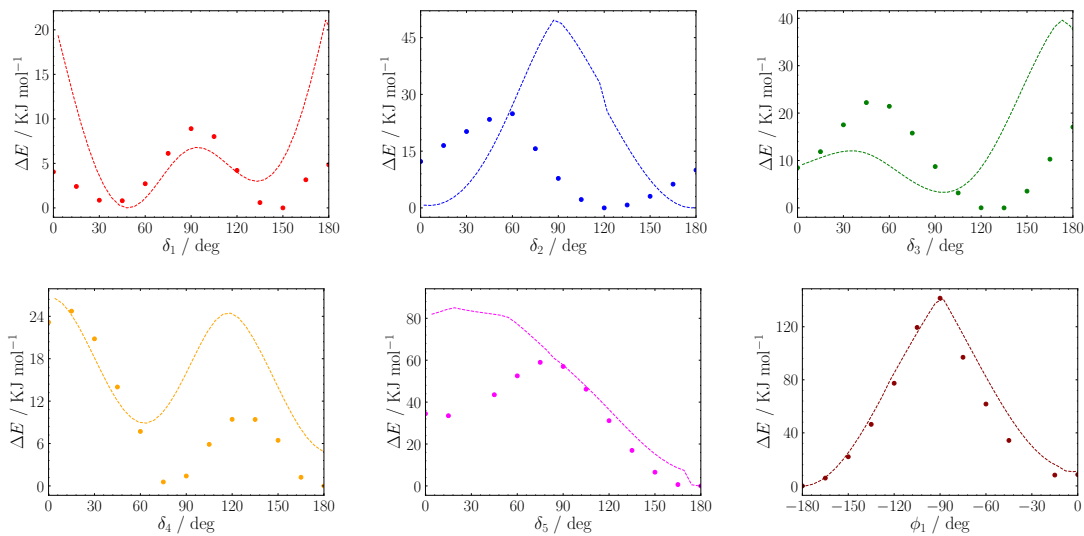 20
15
10
5
0
ΔE / KJ mol⁻¹
0 30 60 90 120 150 180
δ₁ / deg
45
30
15
0
ΔE / KJ mol⁻¹
0 30 60 90 120 150 180
δ₂ / deg
40
30
20
10
0
ΔE / KJ mol⁻¹
0 30 60 90 120 150 180
δ₃ / deg
24
18
12
6
0
ΔE / KJ mol⁻¹
0 30 60 90 120 150 180
δ₄ / deg
80
60
40
20
0
ΔE / KJ mol⁻¹
0 30 60 90 120 150 180
δ₅ / deg
120
80
40
0
ΔE / KJ mol⁻¹
−180 −150 −120 −90 −60 −30 0
ϕ₁ / deg